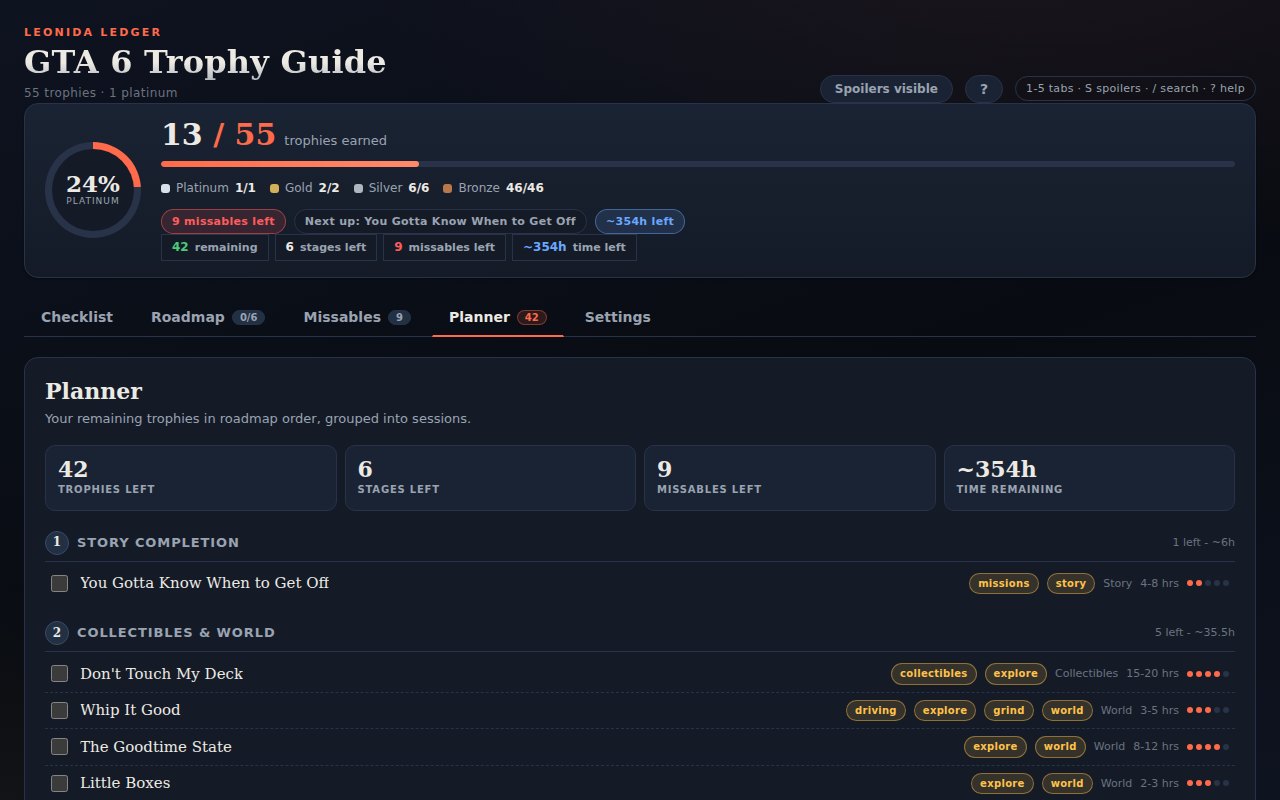 LEONIDA LEDGER
GTA 6 Trophy Guide
55 trophies · 1 platinum
Spoilers visible
?
1-5 tabs · S spoilers · / search · ? help
24%
PLATINUM
13 / 55 trophies earned
Platinum 1/1 Gold 2/2 Silver 6/6 Bronze 46/46
9 missables left Next up: You Gotta Know When to Get Off ~354h left
42 remaining 6 stages left 9 missables left ~354h time left
Checklist Roadmap 0/6 Missables 9 Planner 42 Settings
Planner
Your remaining trophies in roadmap order, grouped into sessions.
42
TROPHIES LEFT
6
STAGES LEFT
9
MISSABLES LEFT
~354h
TIME REMAINING
1 STORY COMPLETION 1 left - ~6h
You Gotta Know When to Get Off missions story Story 4-8 hrs
2 COLLECTIBLES & WORLD 5 left - ~35.5h
Don't Touch My Deck collectibles explore Collectibles 15-20 hrs
Whip It Good driving explore grind world World 3-5 hrs
The Goodtime State explore world World 8-12 hrs
Little Boxes explore world World 2-3 hrs